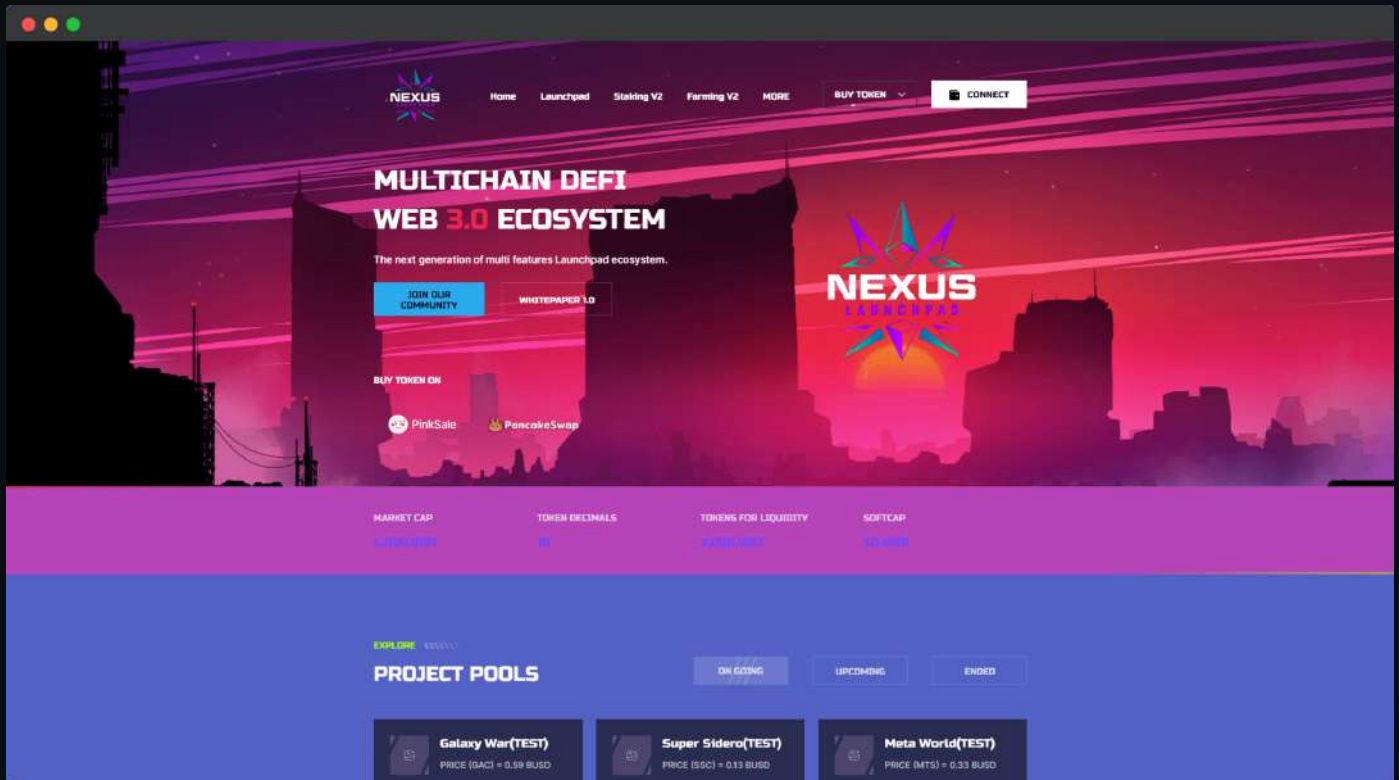 NEXUS
Home
Launchpad
Staking V2
Farming V2
MORE
BUY TOKEN
CONNECT
MULTICHAIN DEFI
WEB 3.0 ECOSYSTEM
The next generation of multi features Launchpad ecosystem.
JOIN OUR
COMMUNITY
WHITEPAPER 1.0
NEXUS
LAUNCHPAD
BUY TOKEN ON
PinkSale
PancakeSwap
MARKET CAP
TOKEN DECIMALS
TOKENS FOR LIQUIDITY
SOFTCAP
EXPLORE
PROJECT POOLS
ON GOING
UPCOMING
ENDED
Galaxy War(TEST)
PRICE (GAC) = 0.59 BUSD
Super Sidero(TEST)
PRICE (SSC) = 0.13 BUSD
Meta World(TEST)
PRICE (MTS) = 0.33 BUSD